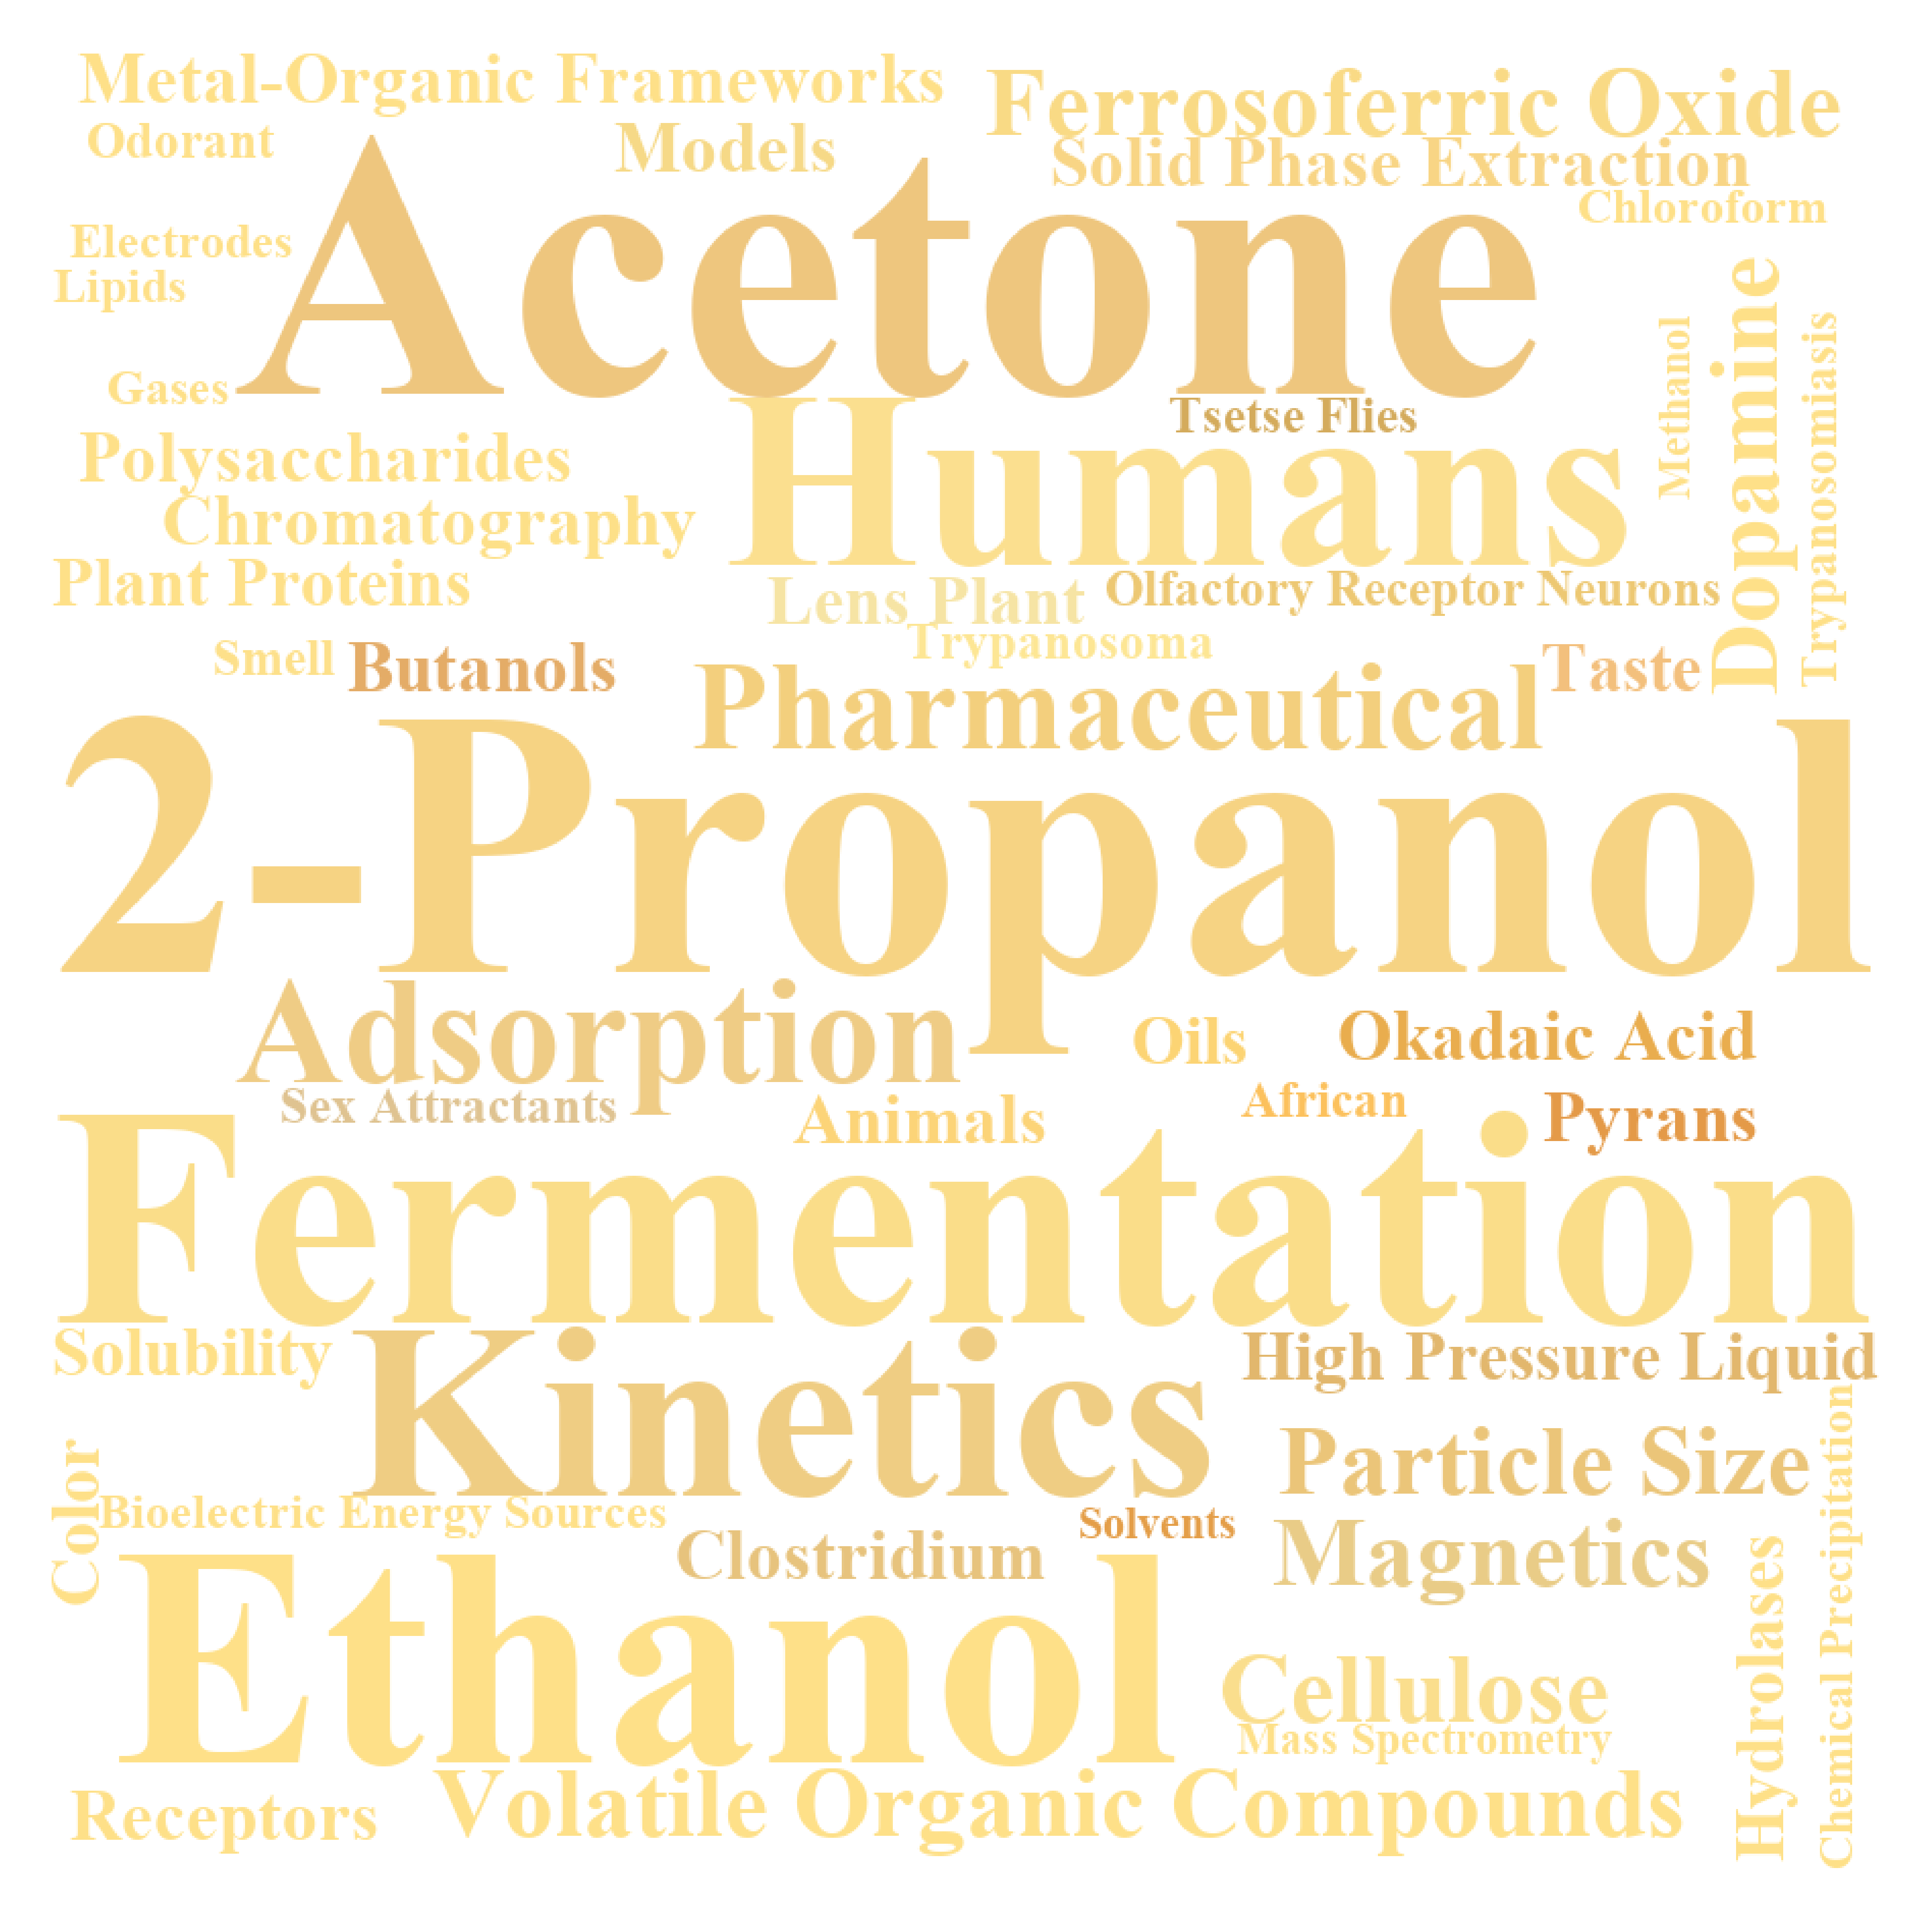 Metal-Organic Frameworks
Ferrosoferric Oxide
Odorant
Models
Solid Phase Extraction
Acetone
Chloroform
Electrodes
Lipids
Gases
Tsetse Flies
Methanol
Dopamine
Trypanosomiasis
Humans
Polysaccharides
Chromatography
Plant Proteins
Lens Plant
Olfactory Receptor Neurons
Trypanosoma
Smell
Butanols
Pharmaceutical
Taste
2-Propanol
Adsorption
Oils
Okadaic Acid
Sex Attractants
Animals
African
Pyrans
Fermentation
Solubility
Kinetics
High Pressure Liquid
Particle Size
Color
Bioelectric Energy Sources
Solvents
Clostridium
Magnetics
Ethanol
Cellulose
Mass Spectrometry
Hydrolases
Chemical Precipitation
Receptors
Volatile Organic Compounds